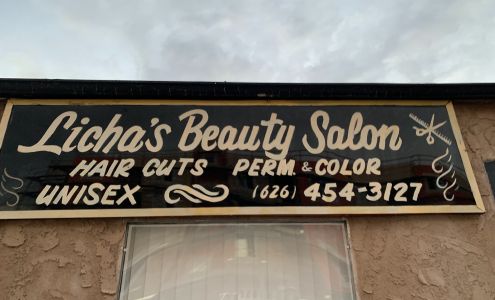 Licha's Beauty Salon
HAIR CUTS PERM. & COLOR
UNISEX (626) 454-3127